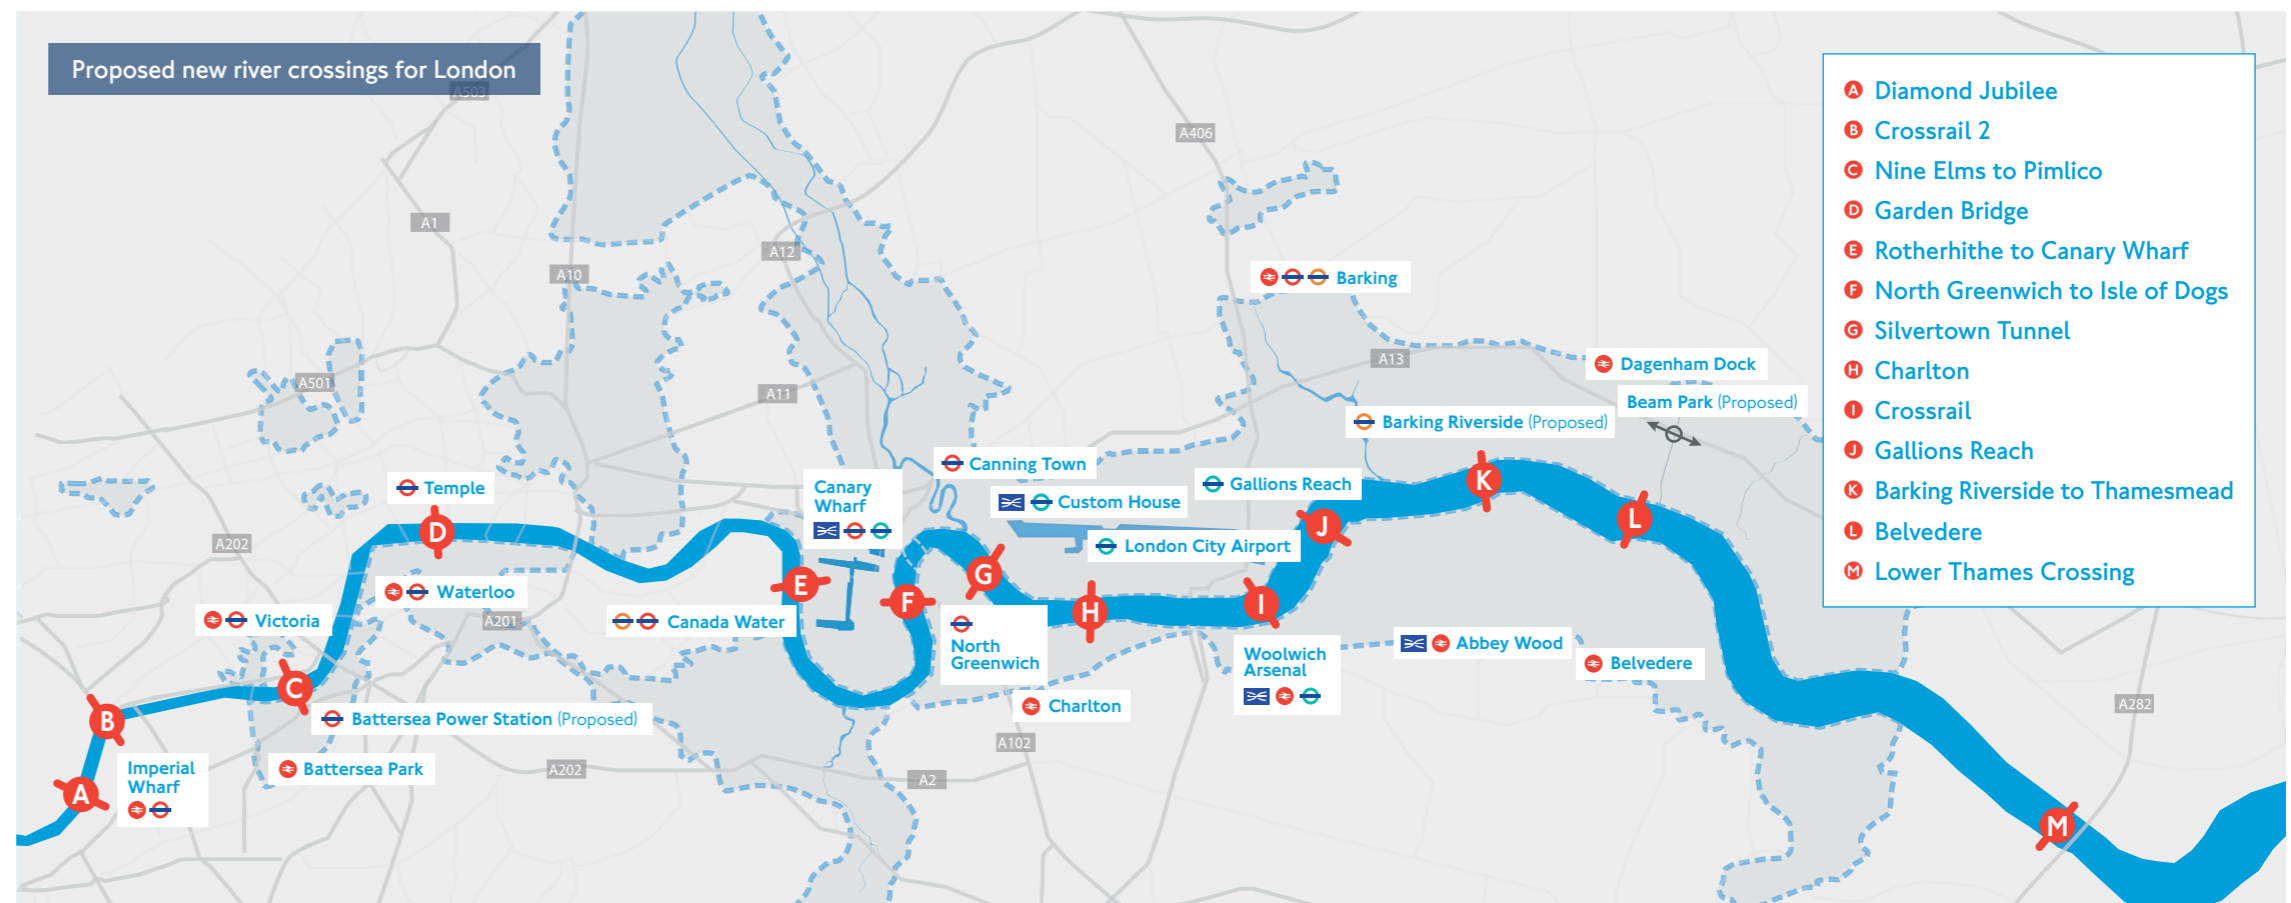 Proposed new river crossings for London
A503
A406
A1
A12
A10
A501
A11
A13
A202
A201
A202
A102
A2
A282
Barking
Dagenham Dock
Beam Park (Proposed)
Barking Riverside (Proposed)
Canning Town
Gallions Reach
Custom House
London City Airport
Canary
Wharf
Temple
Waterloo
Victoria
Canada Water
North
Greenwich
Woolwich
Arsenal
Abbey Wood
Belvedere
Charlton
Battersea Power Station (Proposed)
Battersea Park
Imperial
Wharf
A
B
C
D
E
F
G
H
I
J
K
L
M
A Diamond Jubilee
B Crossrail 2
C Nine Elms to Pimlico
D Garden Bridge
E Rotherhithe to Canary Wharf
F North Greenwich to Isle of Dogs
G Silvertown Tunnel
H Charlton
I Crossrail
J Gallions Reach
K Barking Riverside to Thamesmead
L Belvedere
M Lower Thames Crossing